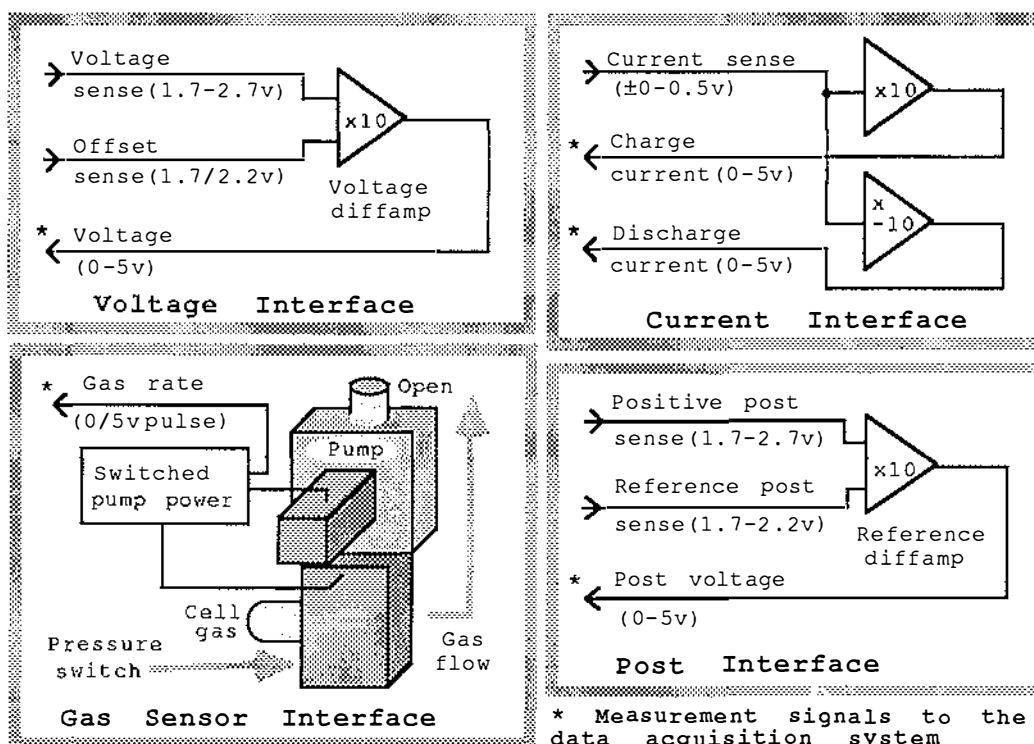 Voltage
sense(1.7-2.7v)
Offset
sense(1.7/2.2v)
x10
Voltage
diffamp
* Voltage
(0-5v)
Voltage Interface
Current sense
(±0-0.5v)
x10
* Charge
current(0-5v)
x
-10
* Discharge
current(0-5v)
Current Interface
* Gas rate
(0/5vpulse)
Switched
pump power
Open
Pump
Cell
gas
Pressure
switch
Gas
flow
Gas Sensor Interface
Positive post
sense(1.7-2.7v)
x10
Reference post
sense(1.7-2.2v)
Reference
diffamp
* Post voltage
(0-5v)
Post Interface
* Measurement signals to the
data acquisition system